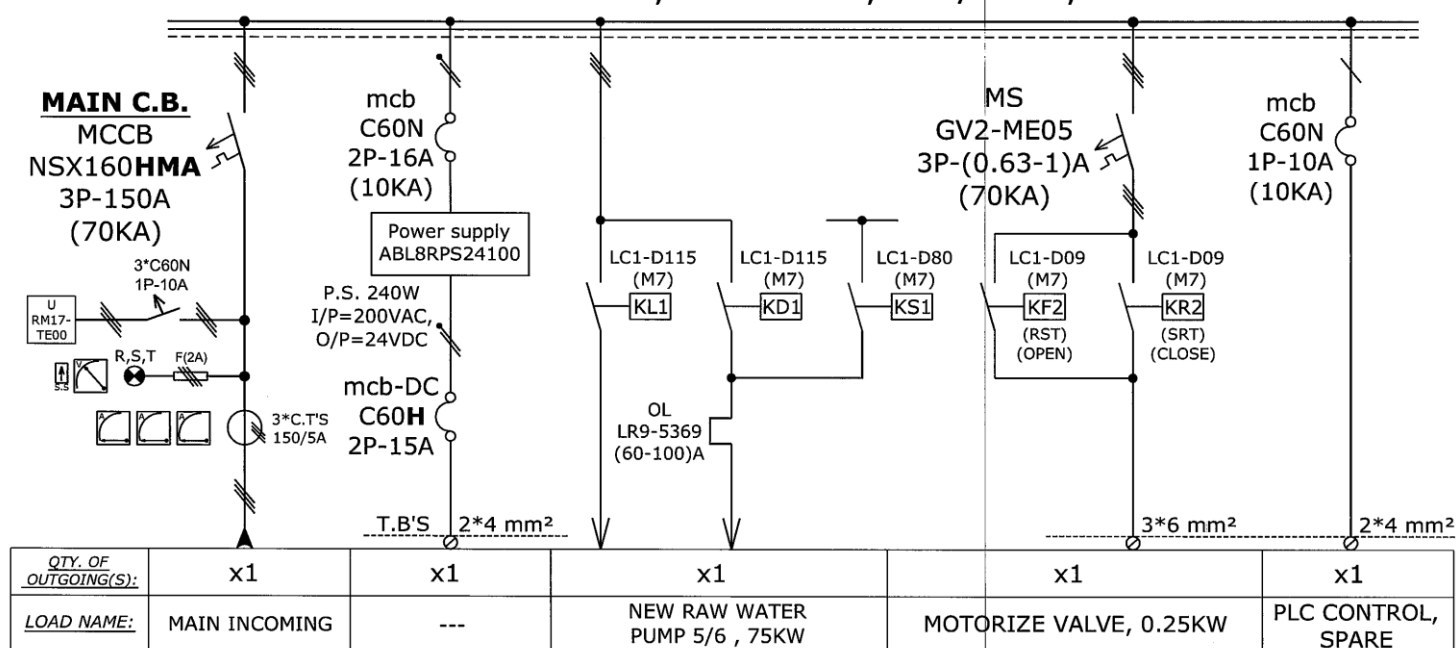 MAIN C.B.
MCCB
NSX160HMA
3P-150A
(70KA)
3*C60N
1P-10A
U
RM17-
TE00
R,S,T
F(2A)
S.S
V
A
A
A
3*C.T'S
150/5A
mcb
C60N
2P-16A
(10KA)
Power supply
ABL8RPS24100
P.S. 240W
I/P=200VAC,
O/P=24VDC
mcb-DC
C60H
2P-15A
T.B'S
2*4 mm²
LC1-D115
(M7)
KL1
LC1-D115
(M7)
KD1
LC1-D80
(M7)
KS1
OL
LR9-5369
(60-100)A
MS
GV2-ME05
3P-(0.63-1)A
(70KA)
LC1-D09
(M7)
KF2
(RST)
(OPEN)
LC1-D09
(M7)
KR2
(SRT)
(CLOSE)
3*6 mm²
mcb
C60N
1P-10A
(10KA)
2*4 mm²
QTY. OF
OUTGOING(S):
x1
x1
x1
x1
x1
LOAD NAME:
MAIN INCOMING
---
NEW RAW WATER
PUMP 5/6 , 75KW
MOTORIZE VALVE, 0.25KW
PLC CONTROL,
SPARE